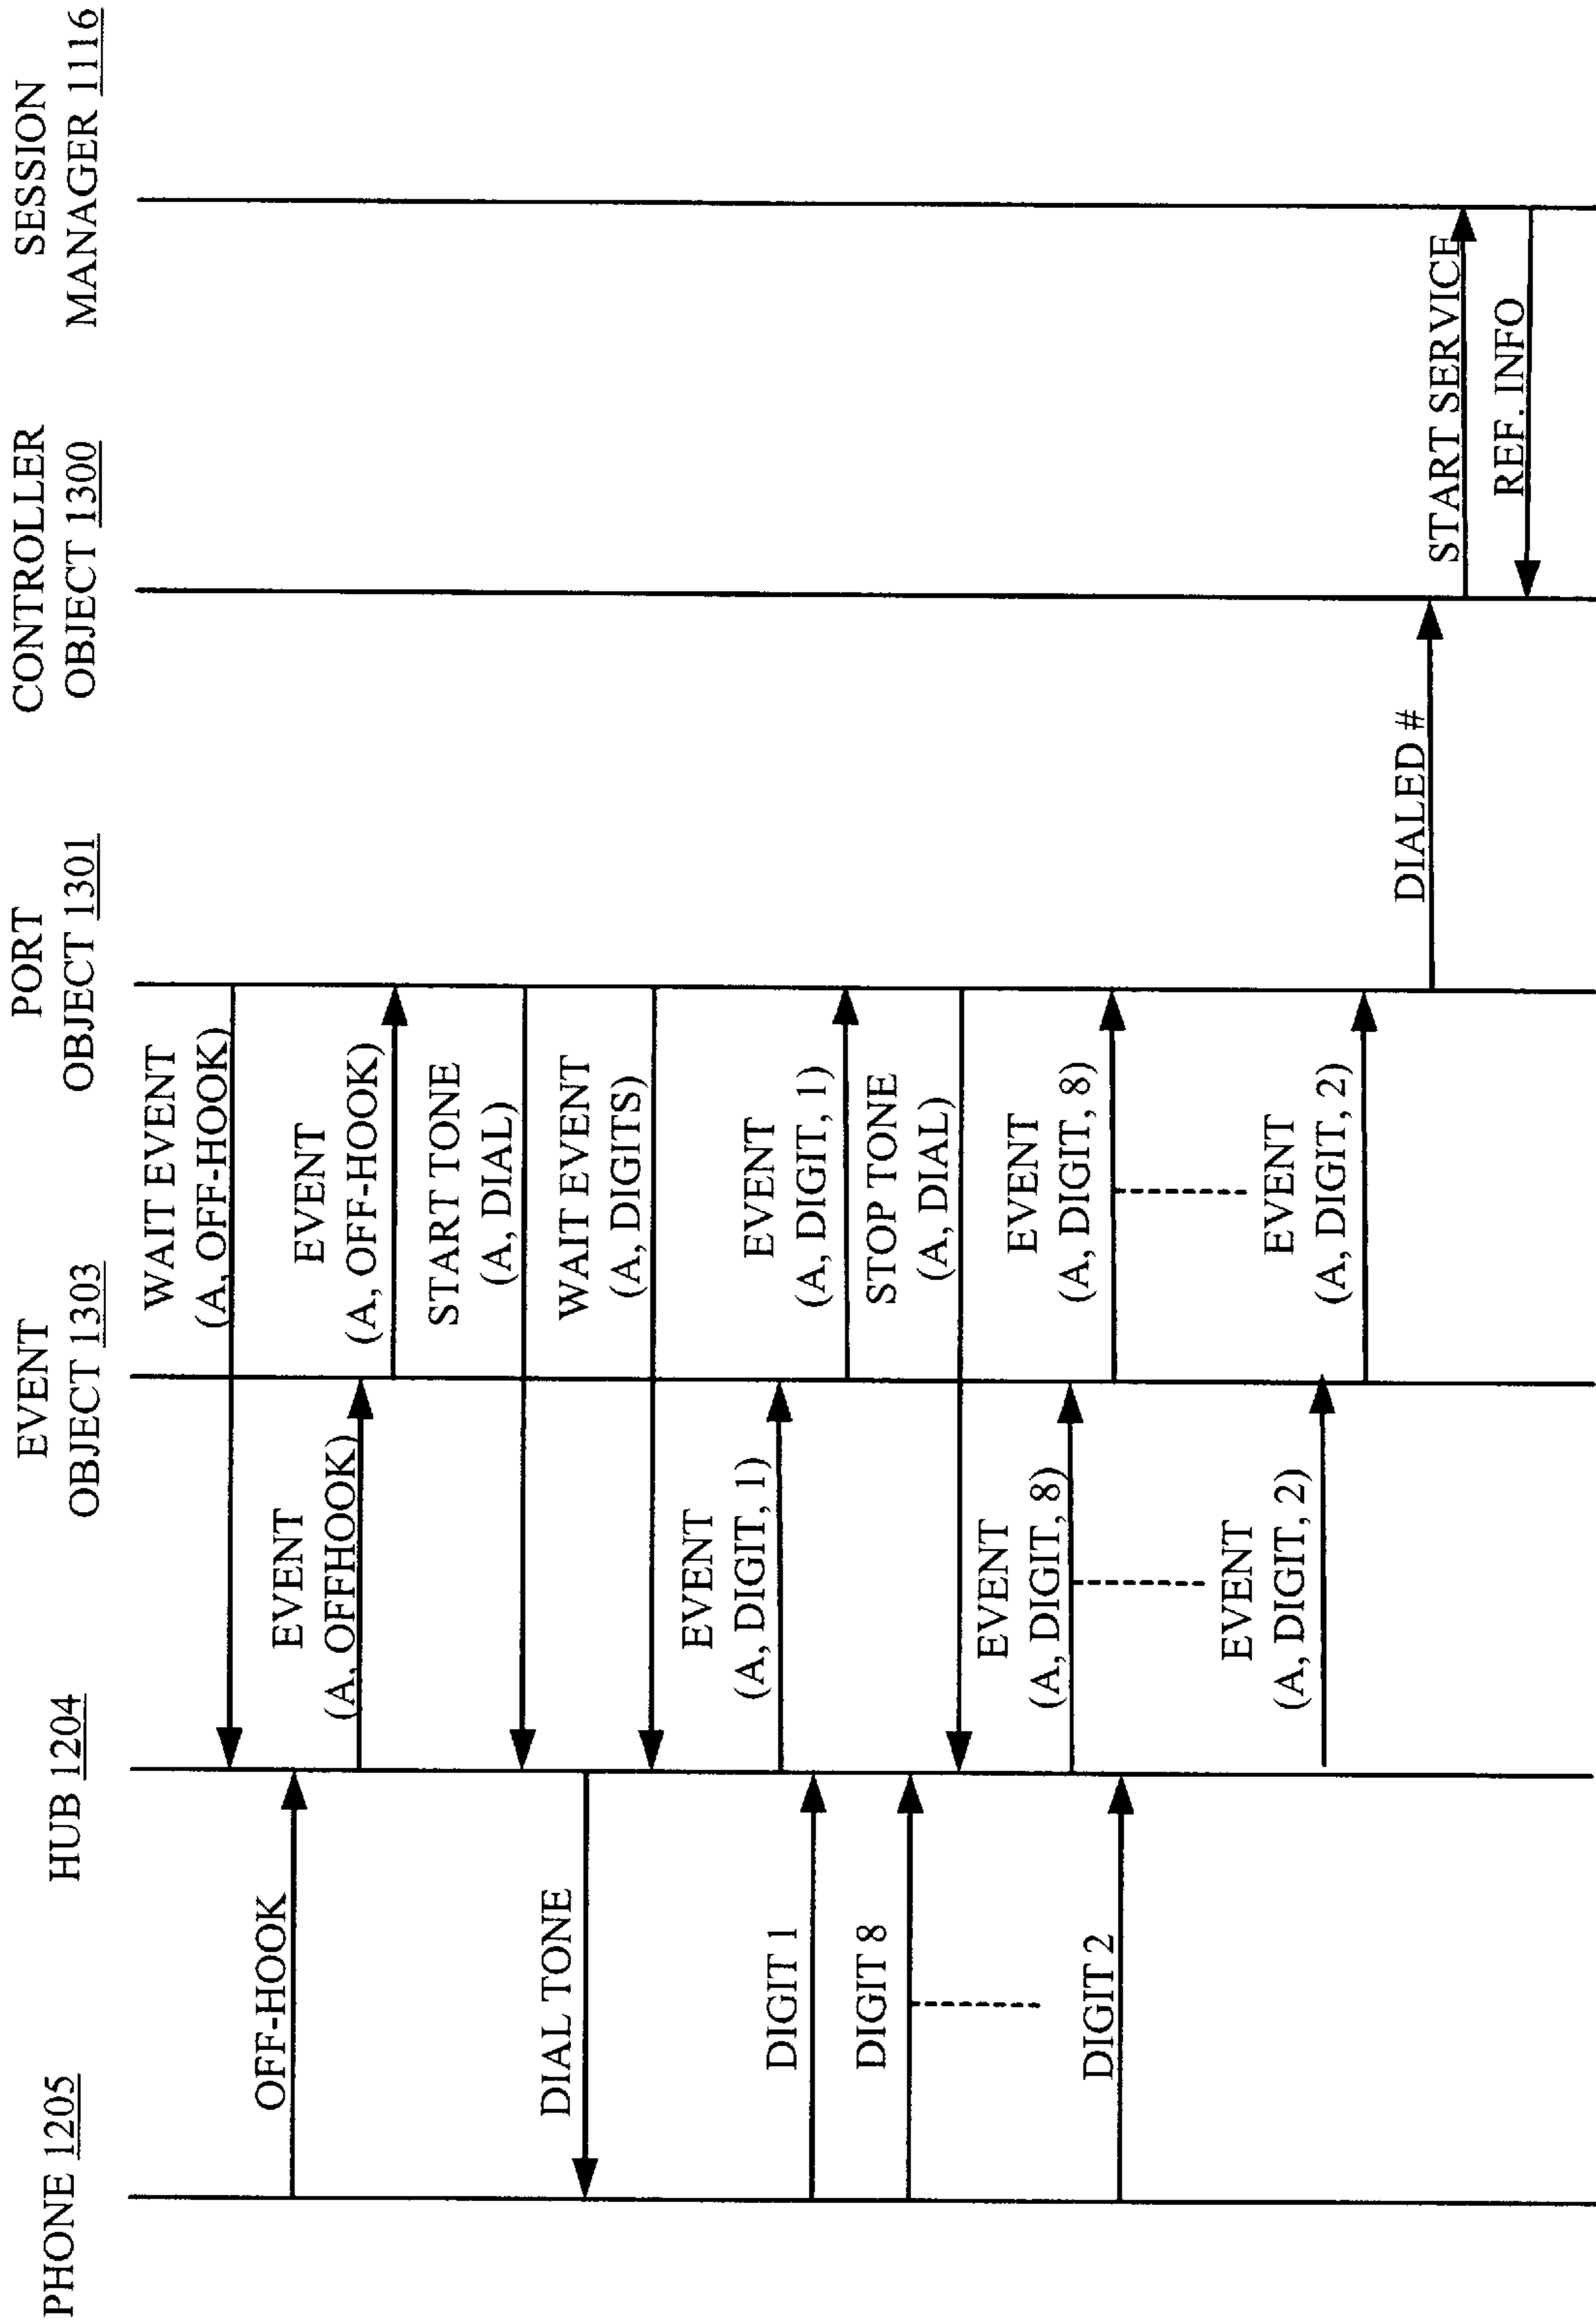 PHONE 1205
HUB 1204
EVENT
OBJECT 1303
PORT
OBJECT 1301
CONTROLLER
OBJECT 1300
SESSION
MANAGER 1116
WAIT EVENT
(A, OFF-HOOK)
OFF-HOOK
EVENT
(A, OFFHOOK)
EVENT
(A, OFF-HOOK)
START TONE
(A, DIAL)
DIAL TONE
WAIT EVENT
(A, DIGITS)
EVENT
(A, DIGIT, 1)
DIGIT 1
EVENT
(A, DIGIT, 1)
DIGIT 8
STOP TONE
(A, DIAL)
EVENT
(A, DIGIT, 8)
EVENT
(A, DIGIT, 8)
DIGIT 2
EVENT
(A, DIGIT, 2)
EVENT
(A, DIGIT, 2)
DIALED #
START SERVICE
REF. INFO